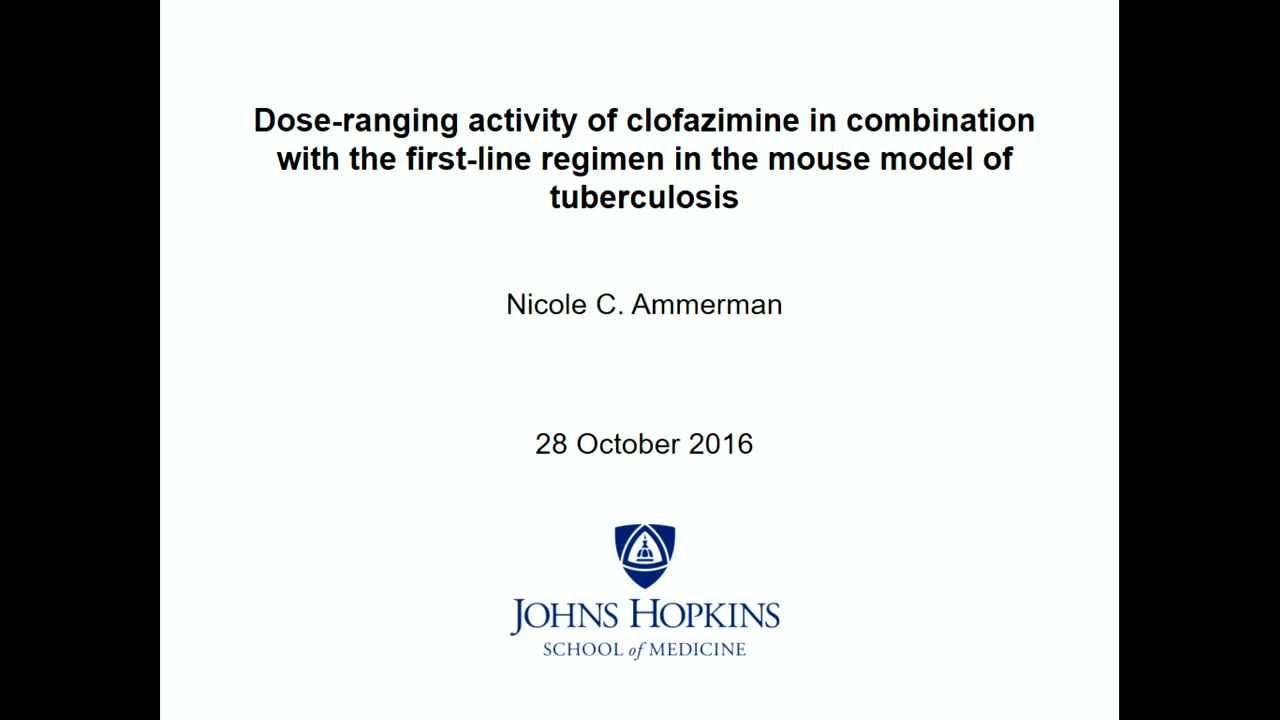 Dose-ranging activity of clofazimine in combination
with the first-line regimen in the mouse model of
tuberculosis
Nicole C. Ammerman
28 October 2016
JOHNS HOPKINS
SCHOOL of MEDICINE